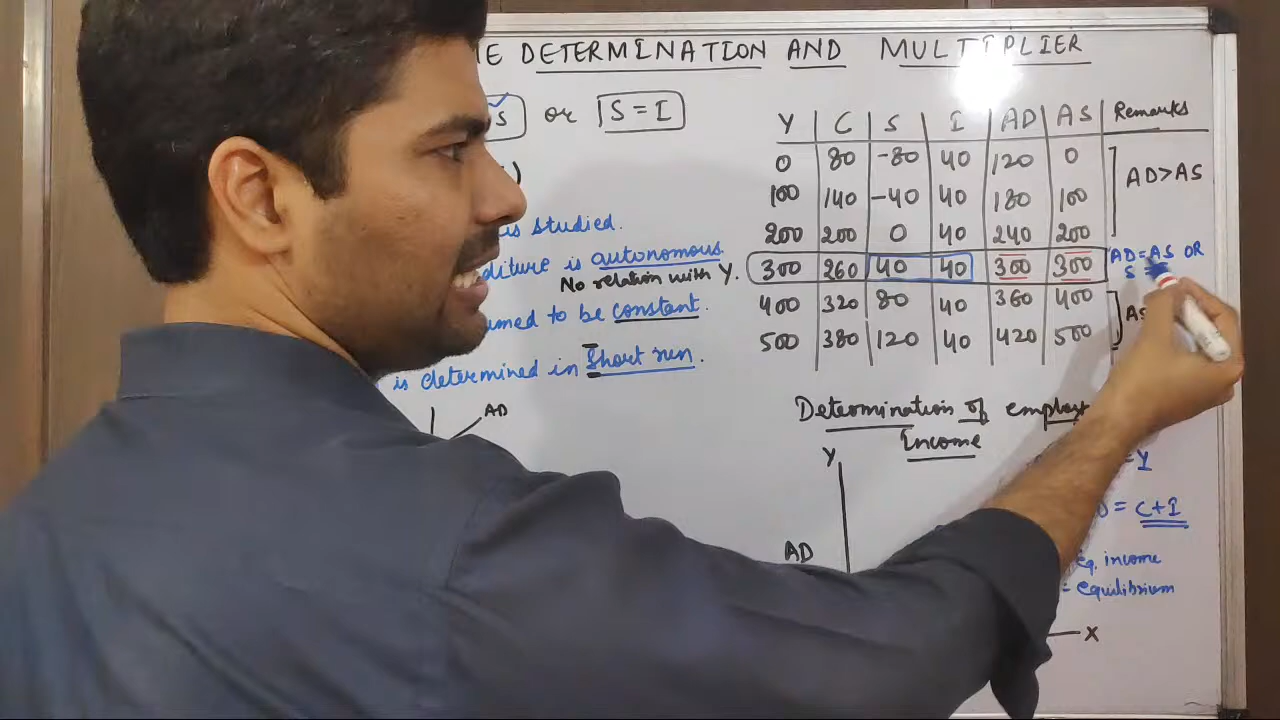 E DETERMINATION AND MULTIPLIER
S or S = I
)
is studied.
diture is autonomous.
No relation with Y.
umed to be constant.
is determined in Short run.
AD
Y C S I AD AS Remarks
0 80 -80 40 120 0
100 140 -40 40 180 100
200 200 0 40 240 200
AD>AS
300 260 40 40 300 300
AD=AS OR
S =
400 320 80 40 360 400
500 380 120 40 420 500
AS
Determination of employ
Income
Y
AD
X
=Y
= C+I
eq. income
= equilibrium